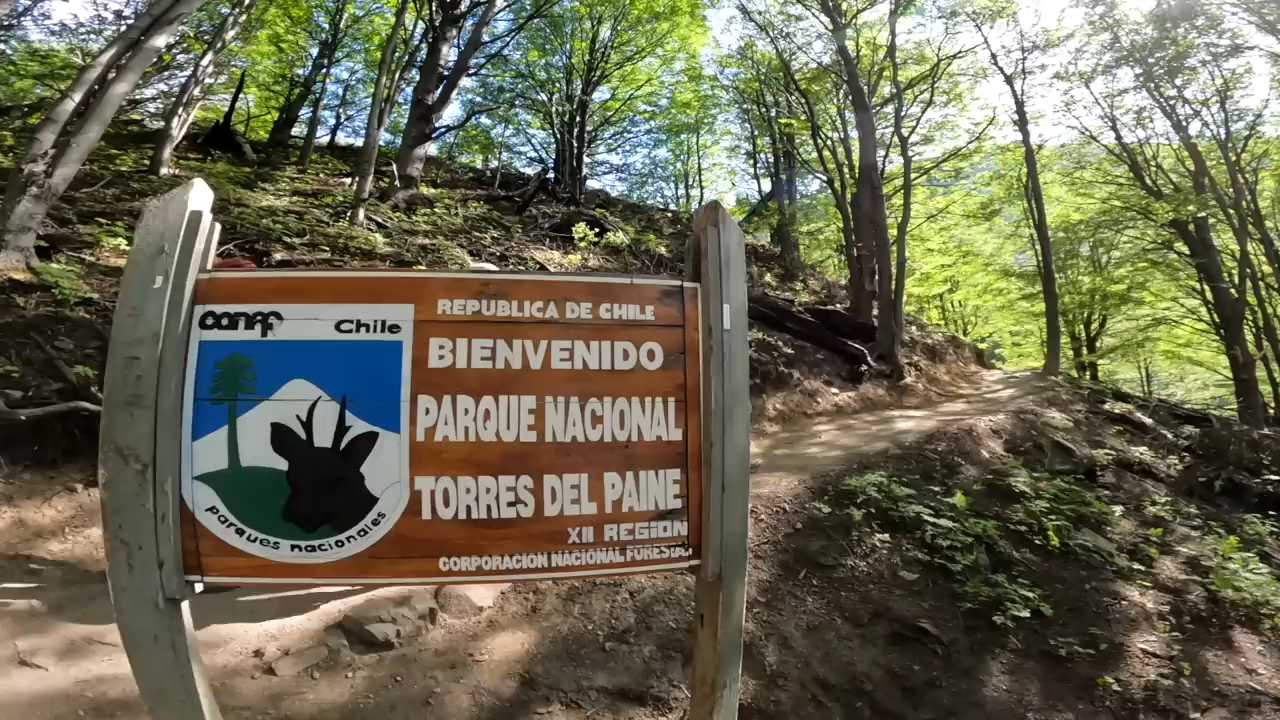 conaf Chile
parques nacionales
REPUBLICA DE CHILE
BIENVENIDO
PARQUE NACIONAL
TORRES DEL PAINE
XII REGION
CORPORACION NACIONAL FORESTAL